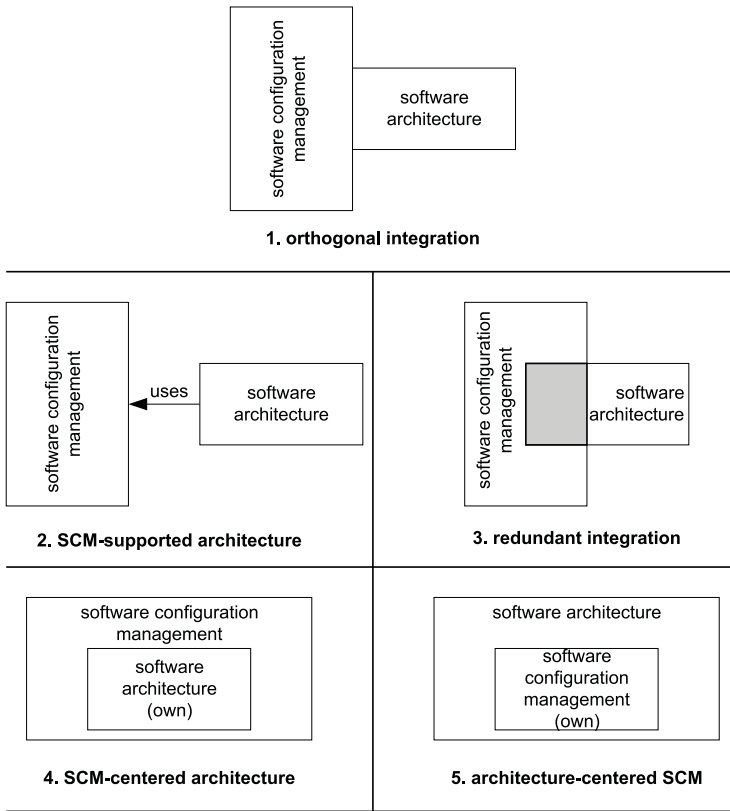 software configuration
management
software
architecture
1. orthogonal integration
software configuration
management
uses
software
architecture
2. SCM-supported architecture
software configuration
management
software
architecture
3. redundant integration
software configuration
management
software
architecture
(own)
4. SCM-centered architecture
software architecture
software
configuration
management
(own)
5. architecture-centered SCM